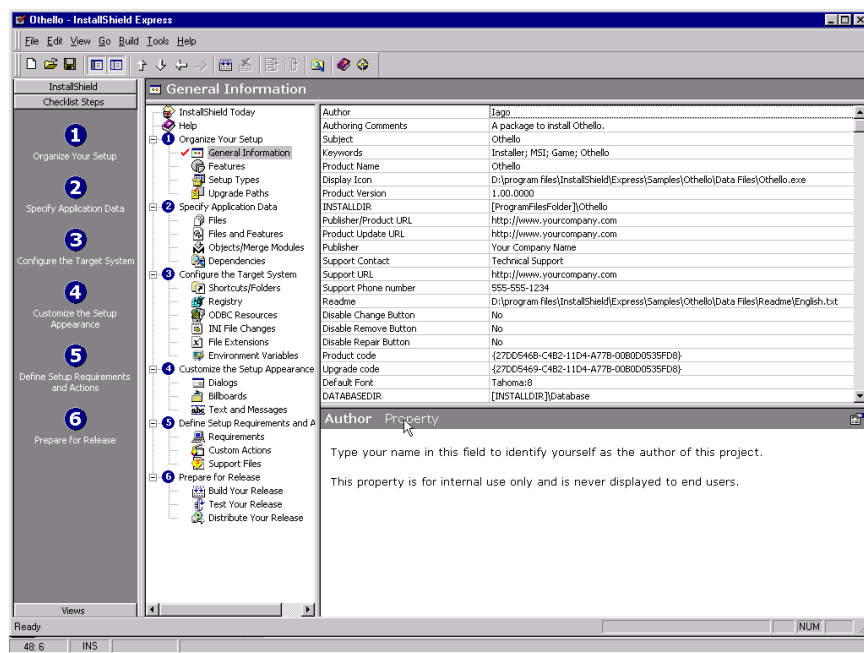 Othello - InstallShield Express
File Edit View Go Build Tools Help
InstallShield
Checklist Steps
1
Organize Your Setup
2
Specify Application Data
3
Configure the Target System
4
Customize the Setup
Appearance
5
Define Setup Requirements
and Actions
6
Prepare for Release
Views
General Information
InstallShield Today
Help
1 Organize Your Setup
General Information
Features
Setup Types
Upgrade Paths
2 Specify Application Data
Files
Files and Features
Objects/Merge Modules
Dependencies
3 Configure the Target System
Shortcuts/Folders
Registry
ODBC Resources
INI File Changes
File Extensions
Environment Variables
4 Customize the Setup Appearance
Dialogs
Billboards
Text and Messages
5 Define Setup Requirements and A
Requirements
Custom Actions
Support Files
6 Prepare for Release
Build Your Release
Test Your Release
Distribute Your Release
Author Iago
Authoring Comments A package to install Othello.
Subject Othello
Keywords Installer; MSI; Game; Othello
Product Name Othello
Display Icon D:\program files\InstallShield\Express\Samples\Othello\Data Files\Othello.exe
Product Version 1.00.0000
INSTALLDIR [ProgramFilesFolder]\Othello
Publisher/Product URL http://www.yourcompany.com
Product Update URL http://www.yourcompany.com
Publisher Your Company Name
Support Contact Technical Support
Support URL http://www.yourcompany.com
Support Phone number 555-555-1234
Readme D:\program files\InstallShield\Express\Samples\Othello\Data Files\Readme\English.txt
Disable Change Button No
Disable Remove Button No
Disable Repair Button No
Product code {27DD546B-C4B2-11D4-A77B-00B0D0535FD8}
Upgrade code {27DD5469-C4B2-11D4-A77B-00B0D0535FD8}
Default Font Tahoma:8
DATABASEDIR [INSTALLDIR]\Database
Author Property
Type your name in this field to identify yourself as the author of this project.
This property is for internal use only and is never displayed to end users.
Ready
NUM
48: 6 INS